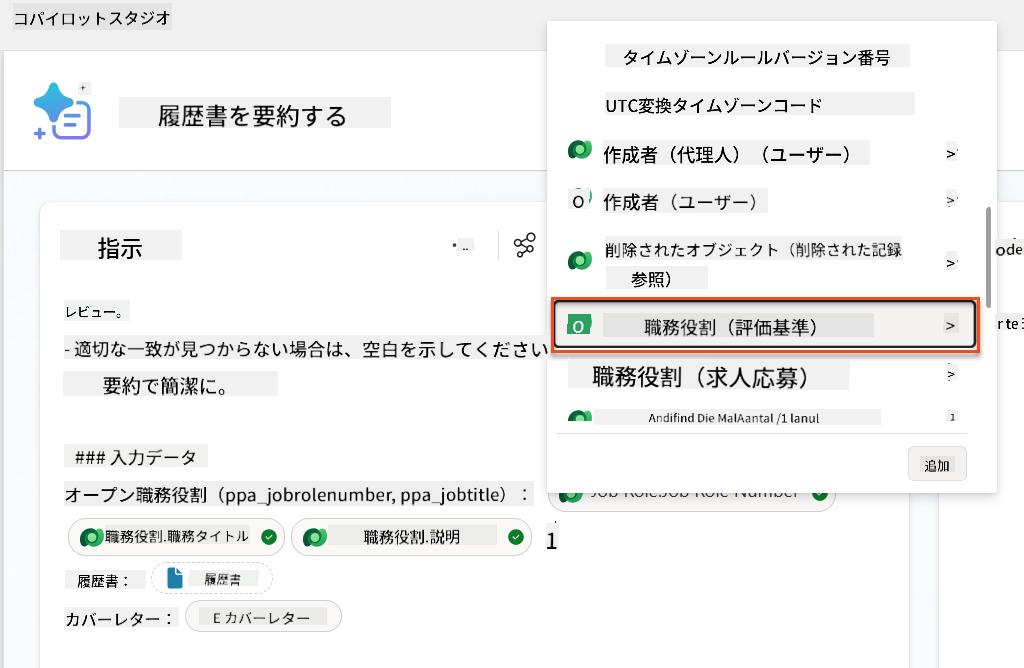 コパイロットスタジオ
履歴書を要約する
指示
レビュー。
- 適切な一致が見つからない場合は、空白を示してください
要約で簡潔に。
### 入力データ
オープン職務役割（ppa_jobrolenumber, ppa_jobtitle）：
職務役割.職務タイトル
職務役割.説明
1
履歴書：
履歴書
カバーレター：
E カバーレター
タイムゾーンルールバージョン番号
UTC変換タイムゾーンコード
作成者（代理人）（ユーザー） >
O 作成者（ユーザー） >
削除されたオブジェクト（削除された記録
参照） >
O 職務役割（評価基準） >
職務役割（求人応募） >
Andifind Die MalAantal /1 lanul 1
追加
Job Role.Job Role Number
ode
rte